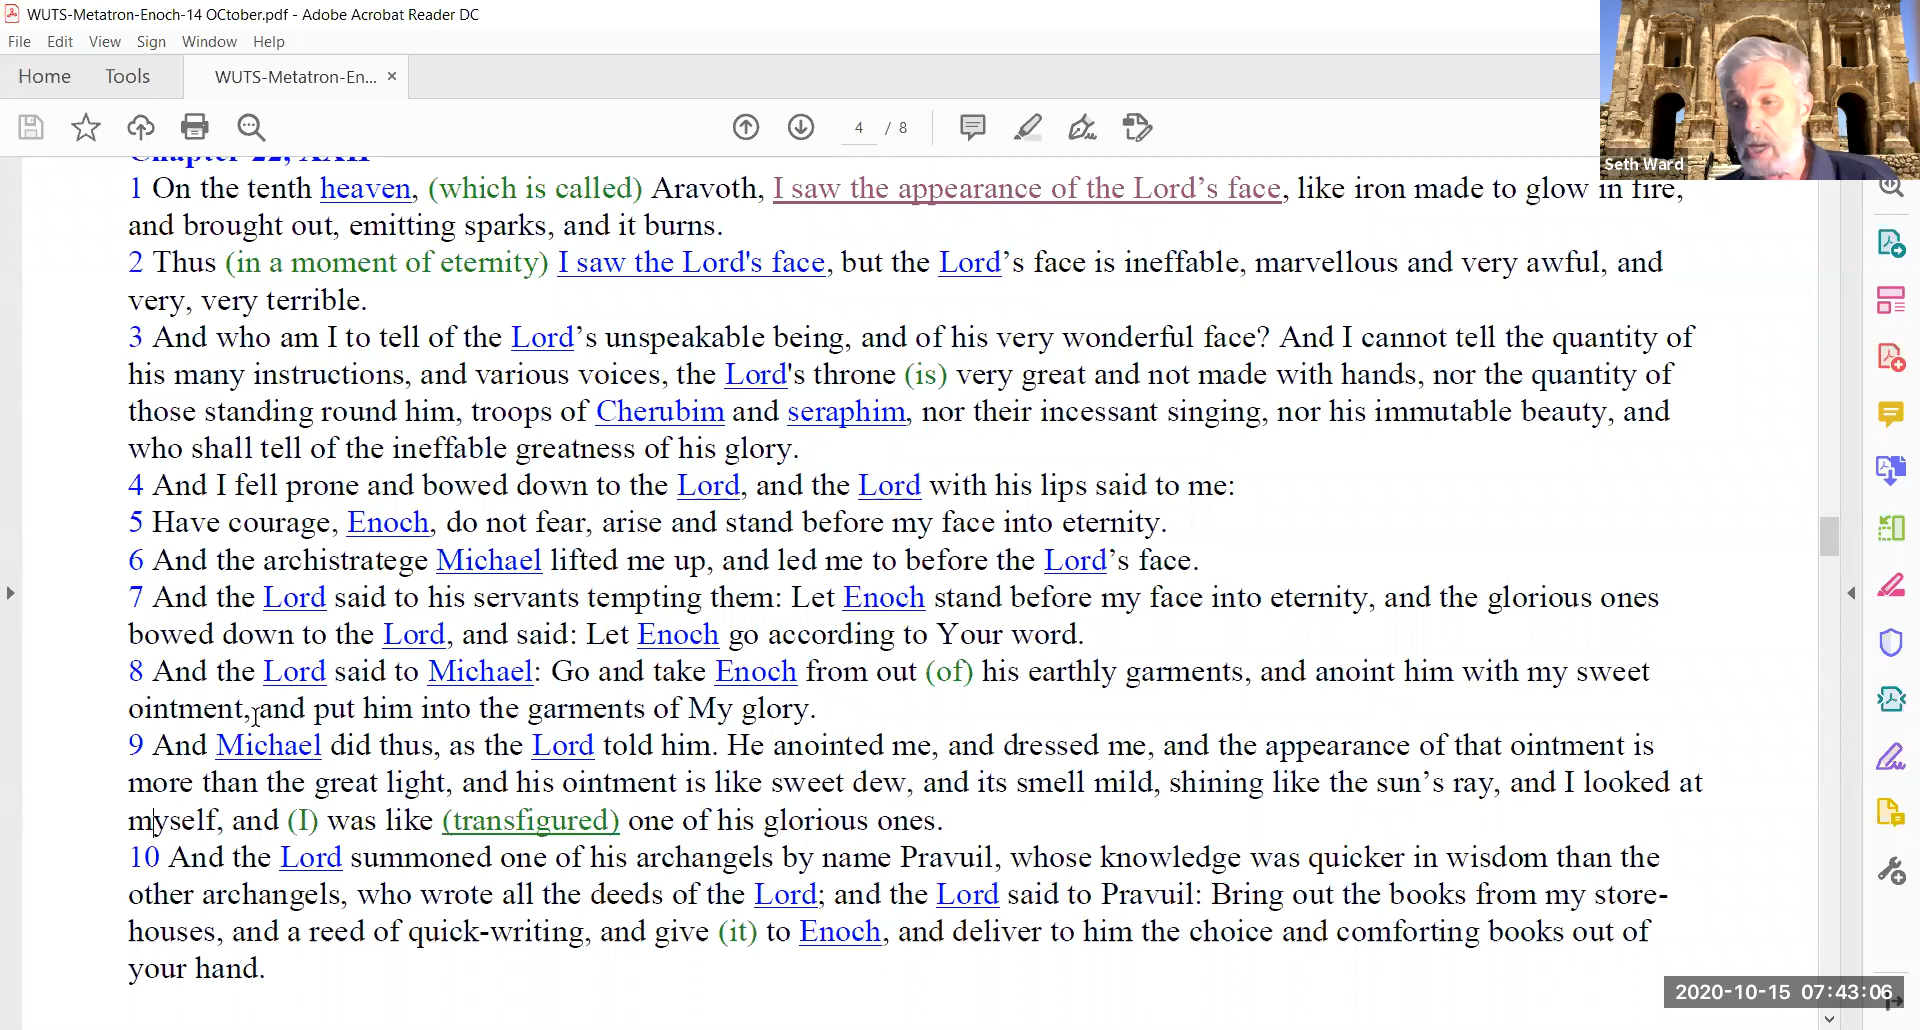 WUTS-Metatron-Enoch-14 OCtober.pdf - Adobe Acrobat Reader DC
File Edit View Sign Window Help
Home Tools WUTS-Metatron-En... ×
4 / 8
Seth Ward
Chapter 22, XXII
1 On the tenth heaven, (which is called) Aravoth, I saw the appearance of the Lord’s face, like iron made to glow in fire,
and brought out, emitting sparks, and it burns.
2 Thus (in a moment of eternity) I saw the Lord's face, but the Lord’s face is ineffable, marvellous and very awful, and
very, very terrible.
3 And who am I to tell of the Lord’s unspeakable being, and of his very wonderful face? And I cannot tell the quantity of
his many instructions, and various voices, the Lord's throne (is) very great and not made with hands, nor the quantity of
those standing round him, troops of Cherubim and seraphim, nor their incessant singing, nor his immutable beauty, and
who shall tell of the ineffable greatness of his glory.
4 And I fell prone and bowed down to the Lord, and the Lord with his lips said to me:
5 Have courage, Enoch, do not fear, arise and stand before my face into eternity.
6 And the archistratege Michael lifted me up, and led me to before the Lord’s face.
7 And the Lord said to his servants tempting them: Let Enoch stand before my face into eternity, and the glorious ones
bowed down to the Lord, and said: Let Enoch go according to Your word.
8 And the Lord said to Michael: Go and take Enoch from out (of) his earthly garments, and anoint him with my sweet
ointment, and put him into the garments of My glory.
9 And Michael did thus, as the Lord told him. He anointed me, and dressed me, and the appearance of that ointment is
more than the great light, and his ointment is like sweet dew, and its smell mild, shining like the sun’s ray, and I looked at
myself, and (I) was like (transfigured) one of his glorious ones.
10 And the Lord summoned one of his archangels by name Pravuil, whose knowledge was quicker in wisdom than the
other archangels, who wrote all the deeds of the Lord; and the Lord said to Pravuil: Bring out the books from my store-
houses, and a reed of quick-writing, and give (it) to Enoch, and deliver to him the choice and comforting books out of
your hand.
2020-10-15 07:43:06